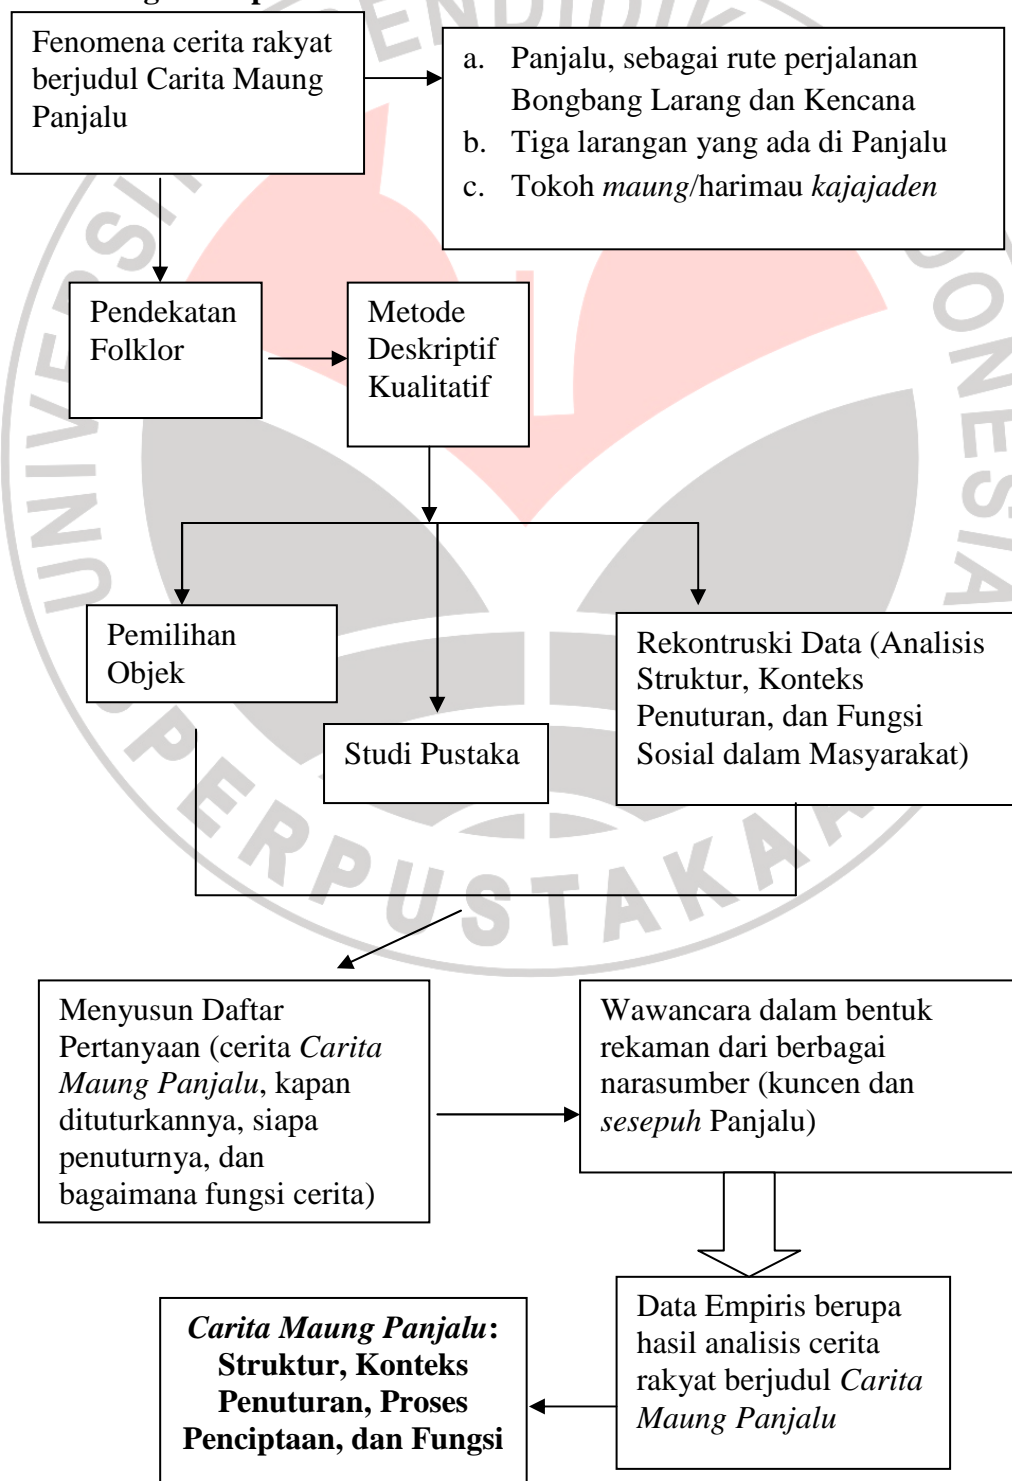 Fenomena cerita rakyat
berjudul Carita Maung
Panjalu
a. Panjalu, sebagai rute perjalanan
Bongbang Larang dan Kencana
b. Tiga larangan yang ada di Panjalu
c. Tokoh maung/harimau kajajaden
Pendekatan
Folklor
Metode
Deskriptif
Kualitatif
Pemilihan
Objek
Studi Pustaka
Rekontruski Data (Analisis
Struktur, Konteks
Penuturan, dan Fungsi
Sosial dalam Masyarakat)
Menyusun Daftar
Pertanyaan (cerita Carita
Maung Panjalu, kapan
dituturkannya, siapa
penuturnya, dan
bagaimana fungsi cerita)
Wawancara dalam bentuk
rekaman dari berbagai
narasumber (kuncen dan
sesepuh Panjalu)
Data Empiris berupa
hasil analisis cerita
rakyat berjudul Carita
Maung Panjalu
Carita Maung Panjalu:
Struktur, Konteks
Penuturan, Proses
Penciptaan, dan Fungsi
PERPUSTAKAA